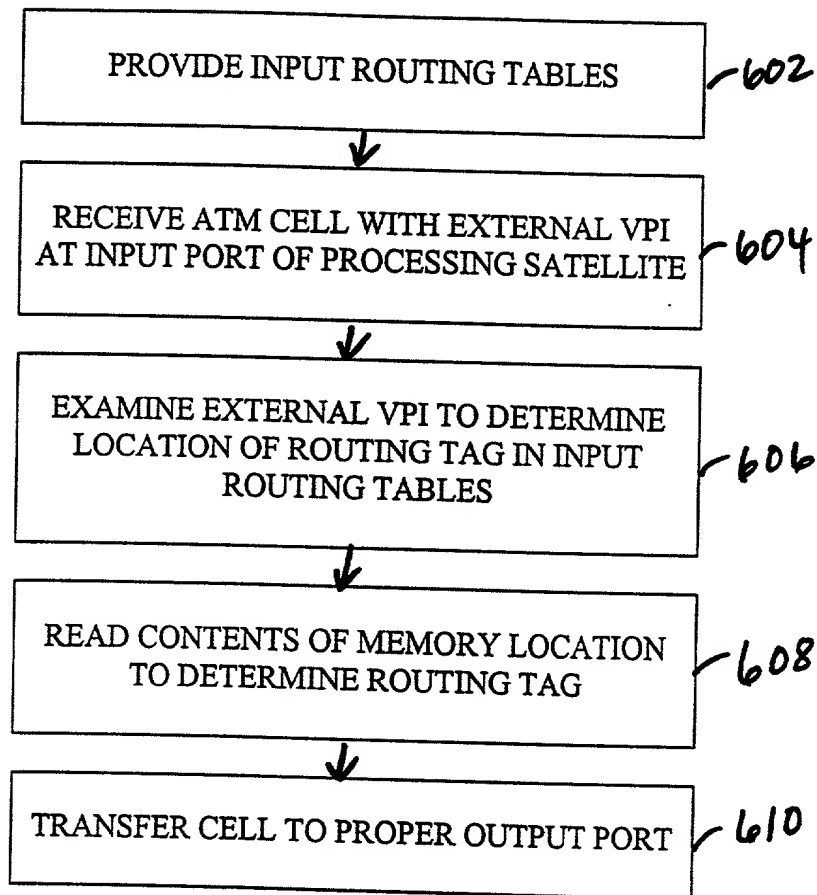 PROVIDE INPUT ROUTING TABLES
602
RECEIVE ATM CELL WITH EXTERNAL VPI
AT INPUT PORT OF PROCESSING SATELLITE
604
EXAMINE EXTERNAL VPI TO DETERMINE
LOCATION OF ROUTING TAG IN INPUT
ROUTING TABLES
606
READ CONTENTS OF MEMORY LOCATION
TO DETERMINE ROUTING TAG
608
TRANSFER CELL TO PROPER OUTPUT PORT
610